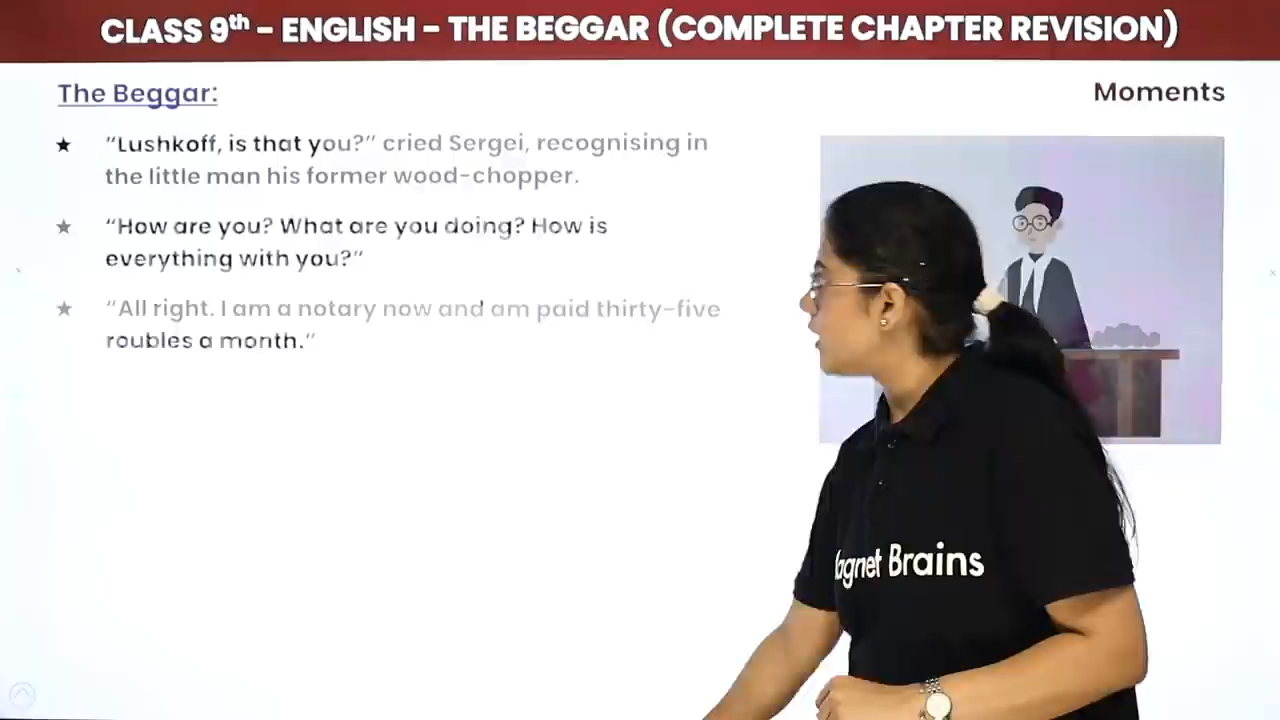 CLASS 9th – ENGLISH – THE BEGGAR (COMPLETE CHAPTER REVISION)
The Beggar:
Moments
★ "Lushkoff, is that you?" cried Sergei, recognising in
the little man his former wood-chopper.
★ "How are you? What are you doing? How is
everything with you?"
★ "All right. I am a notary now and am paid thirty-five
roubles a month."
agnet Brains